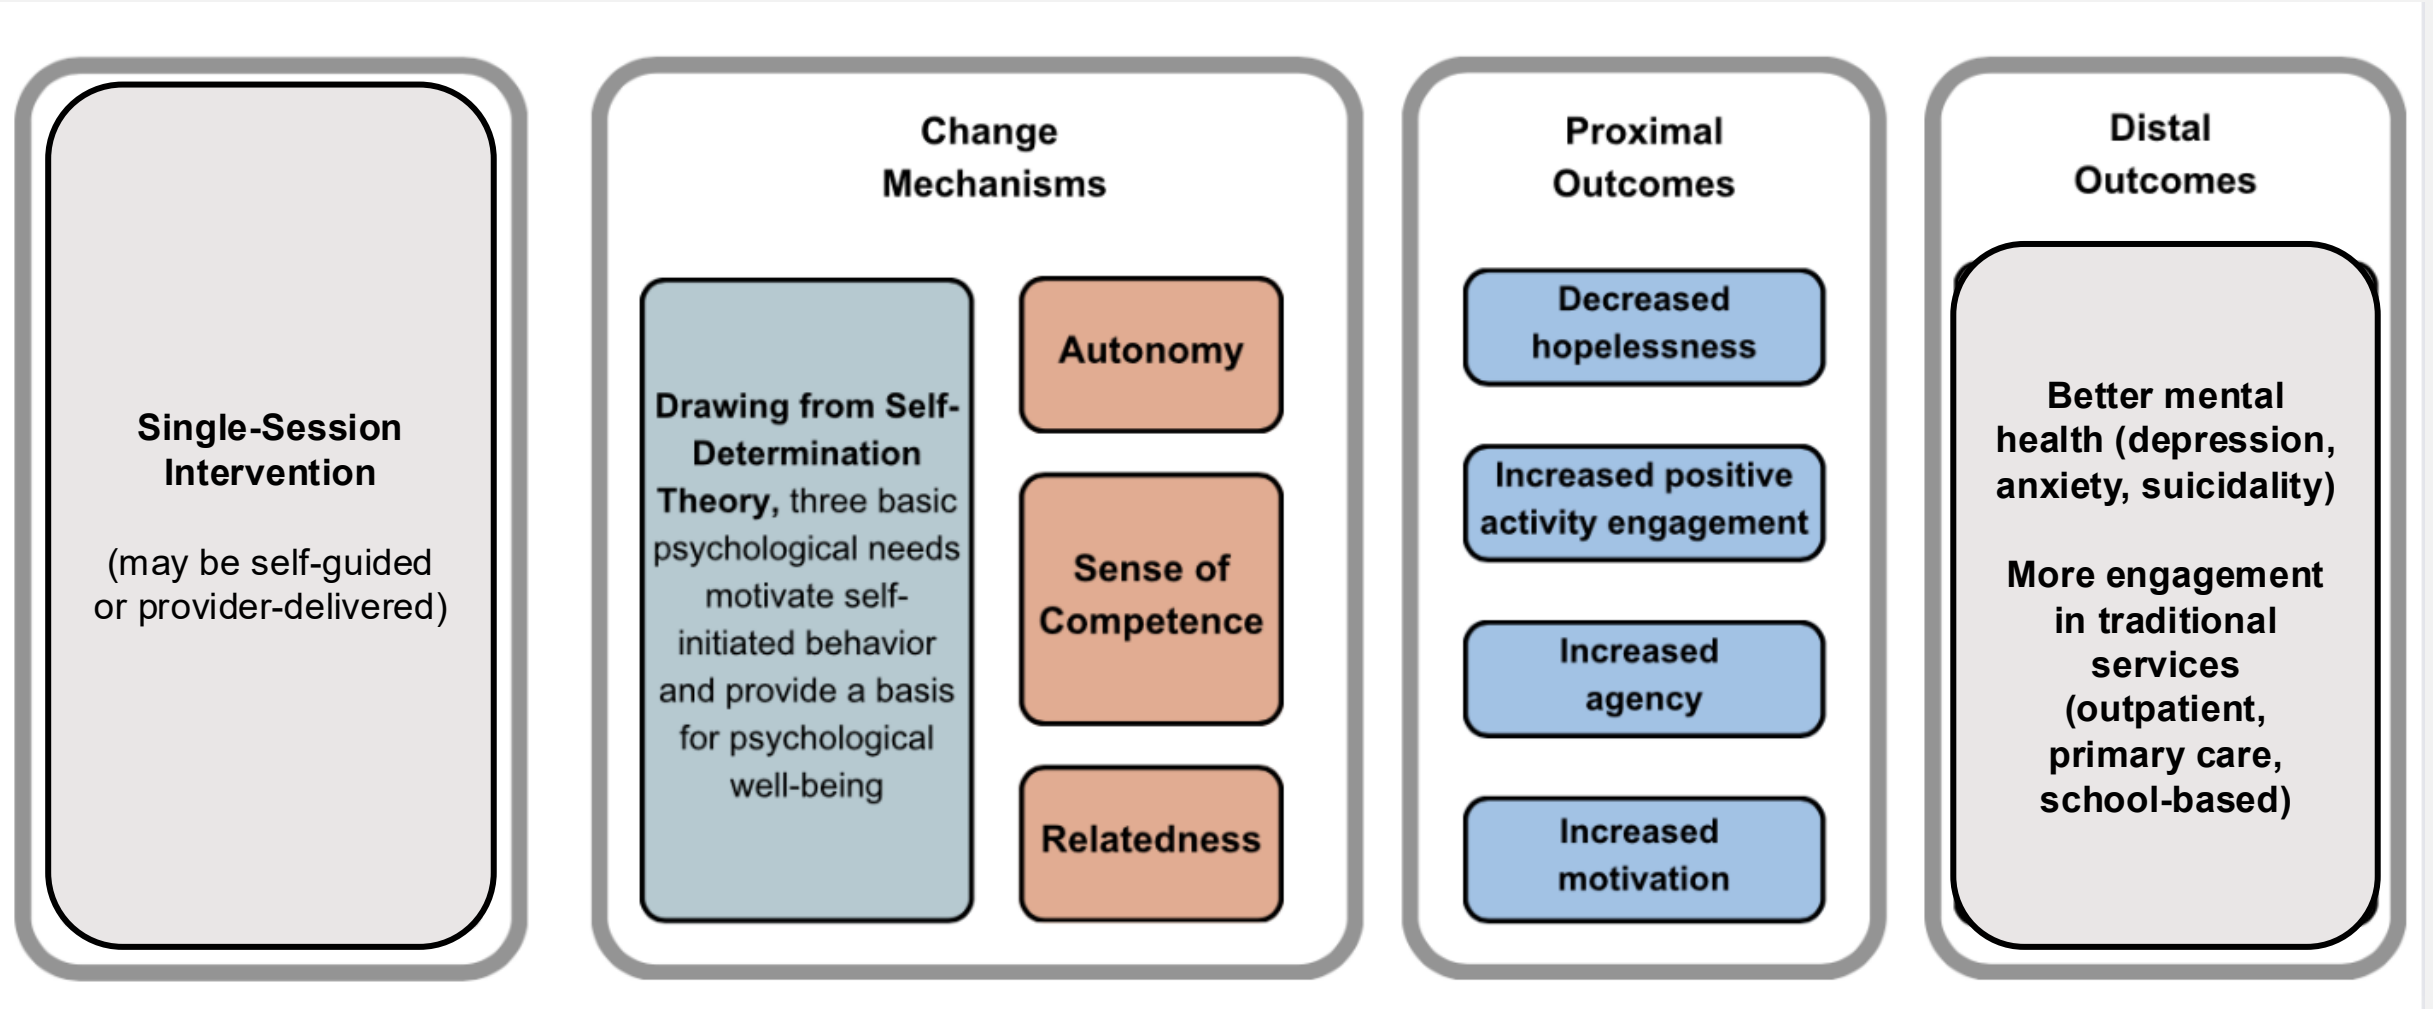 Single-Session
Intervention
(may be self-guided
or provider-delivered)
Change
Mechanisms
Drawing from Self-
Determination
Theory, three basic
psychological needs
motivate self-
initiated behavior
and provide a basis
for psychological
well-being
Autonomy
Sense of
Competence
Relatedness
Proximal
Outcomes
Decreased
hopelessness
Increased positive
activity engagement
Increased
agency
Increased
motivation
Distal
Outcomes
Better mental
health (depression,
anxiety, suicidality)
More engagement
in traditional
services
(outpatient,
primary care,
school-based)